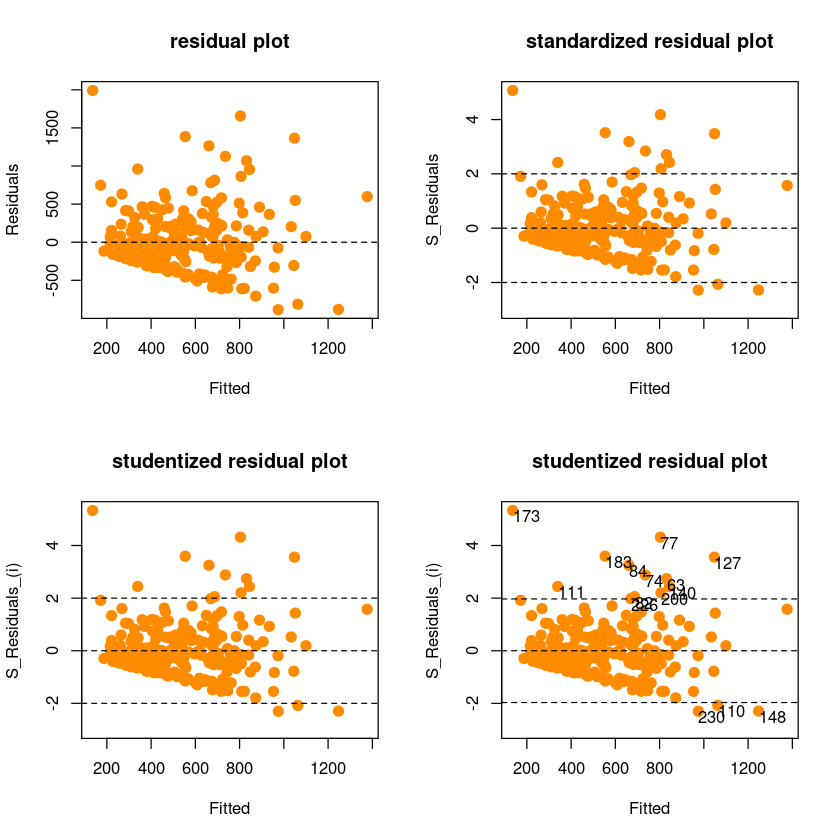 residual plot
Residuals
1500
500
0
-500
200 400 600 800 1200
Fitted
standardized residual plot
S_Residuals
4
2
0
-2
200 400 600 800 1200
Fitted
studentized residual plot
S_Residuals_(i)
4
2
0
-2
200 400 600 800 1200
Fitted
studentized residual plot
S_Residuals_(i)
4
2
0
-2
173
77
183
127
84
74
63
111
140
200
226
110
230
148
200 400 600 800 1200
Fitted